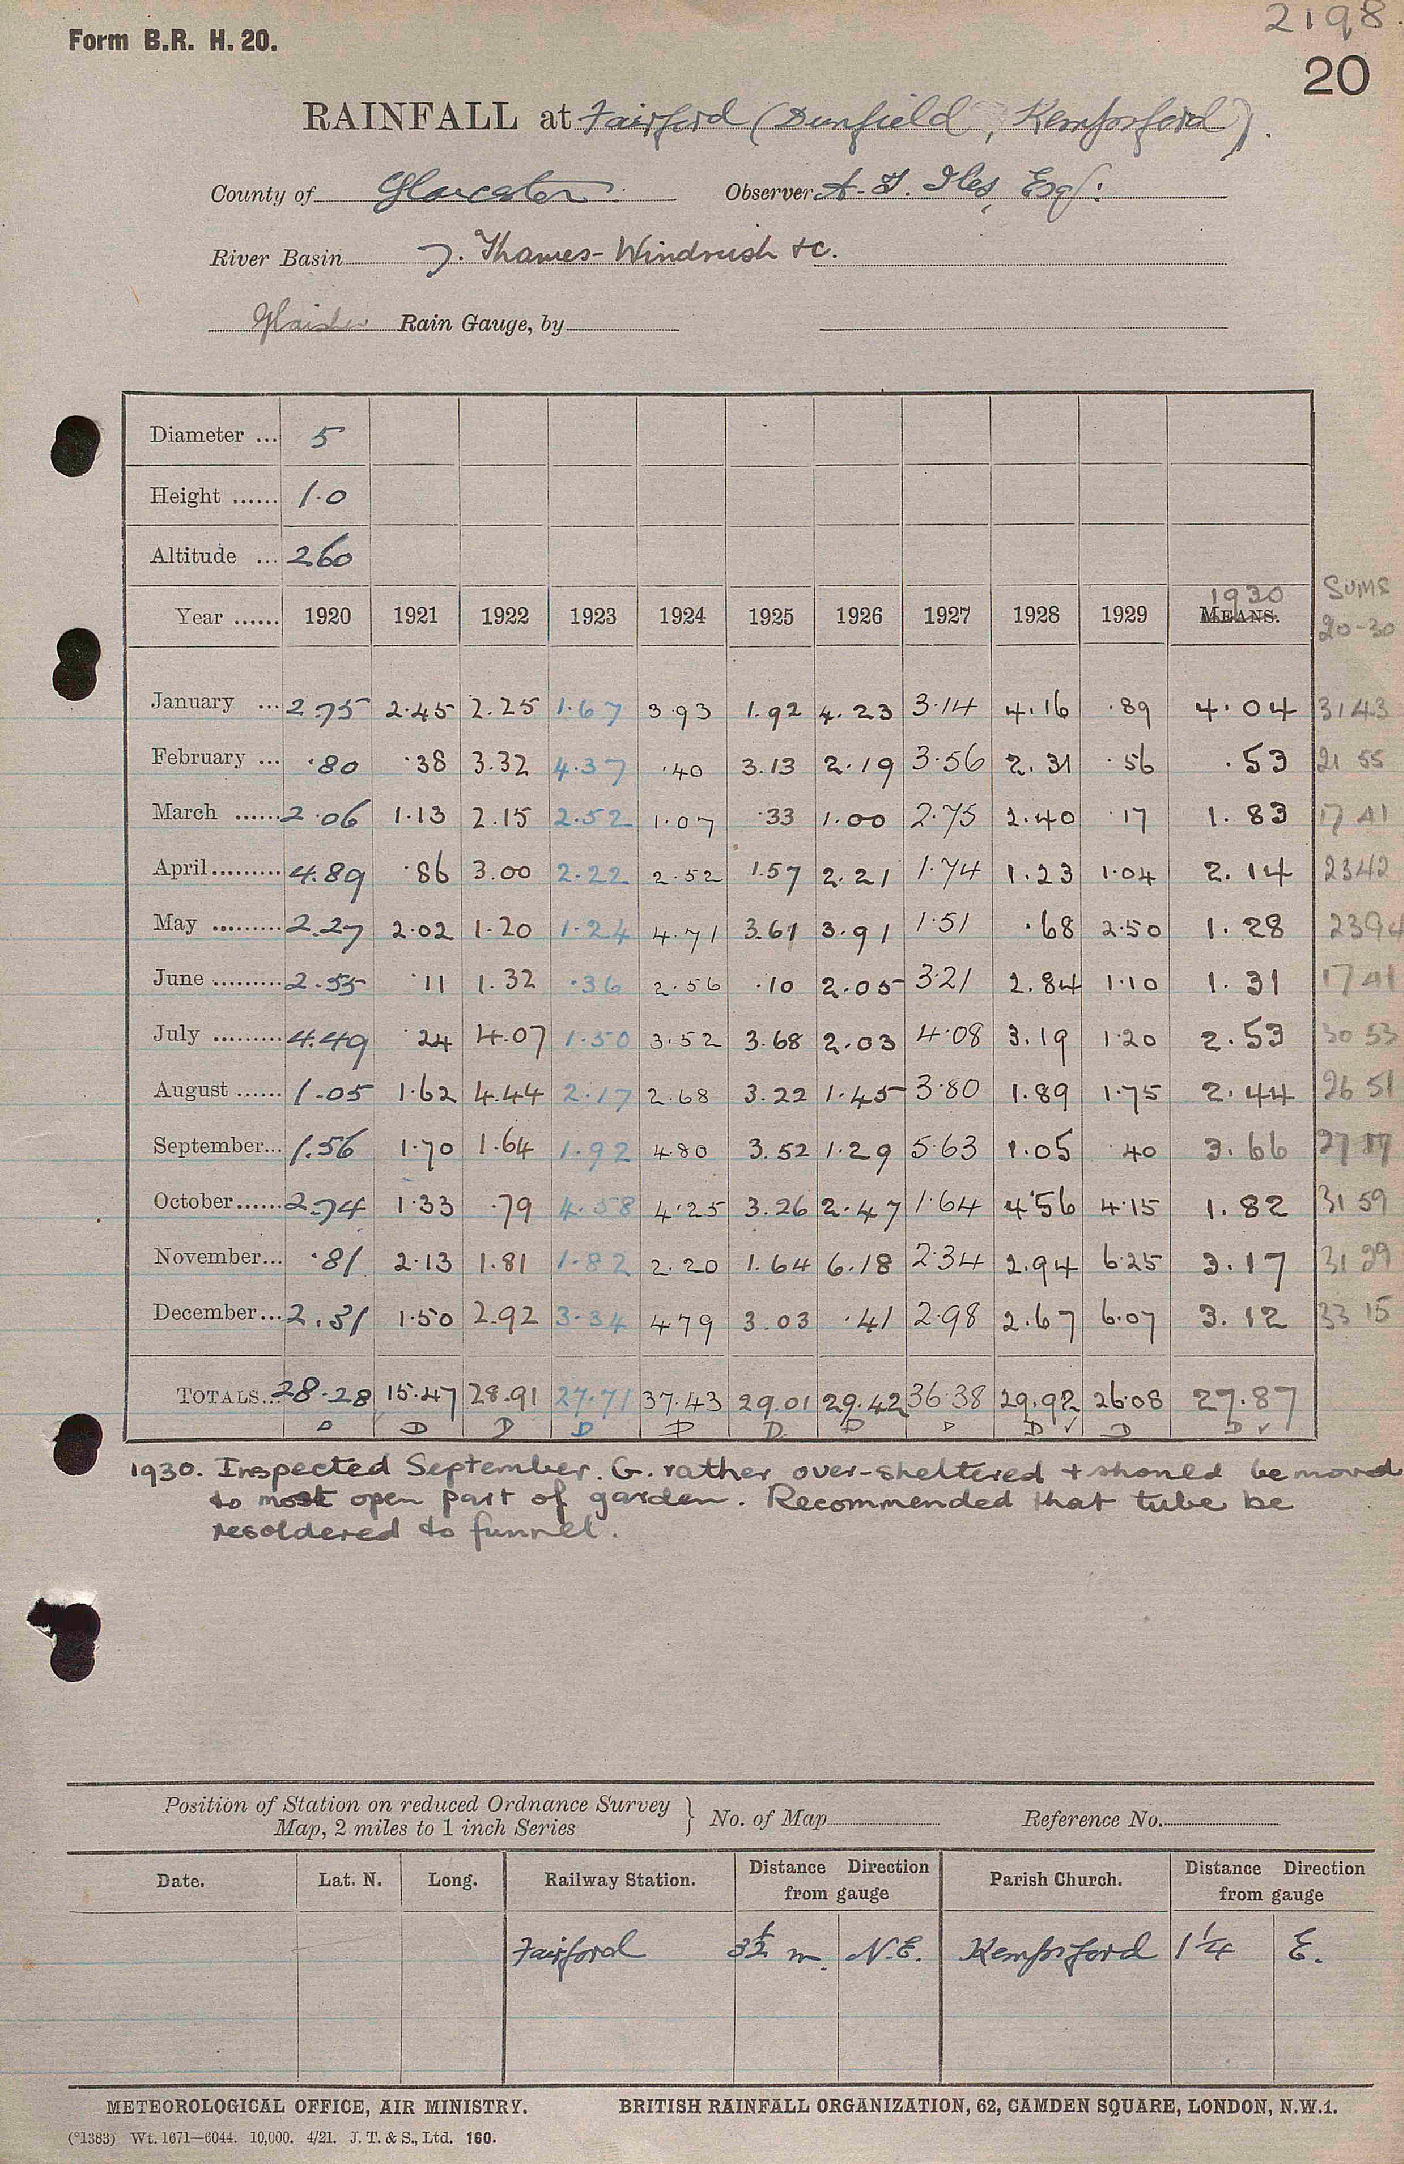 2198
Form B.R. H. 20.
20
RAINFALL at Fairford (Dunfield, Kempsford).
County of Gloucester. Observer A. J. Iles, Esq:
River Basin 7. Thames-Windrush &c.
Glaisher Rain Gauge, by
Diameter ... 5
Height ...... 1.0
Altitude ... 260
Year ...... 1920 1921 1922 1923 1924 1925 1926 1927 1928 1929 MEANS. 1930 SUMS 20-30
January ... 2.75 2.45 2.25 1.67 3.93 1.92 4.23 3.14 4.16 .89 4.04 3143
February ... .80 .38 3.32 4.37 .40 3.13 2.19 3.56 2.31 .56 .53 21 55
March ...... 2.06 1.13 2.15 2.52 1.07 .33 1.00 2.75 2.40 .17 1.83 17 41
April......... 4.89 .86 3.00 2.22 2.52 1.57 2.21 1.74 1.23 1.04 2.14 2342
May ......... 2.27 2.02 1.20 1.24 4.71 3.61 3.91 1.51 .68 2.50 1.28 2394
June ......... 2.55 .11 1.32 .36 2.56 .10 2.05 3.21 2.84 1.10 1.31 1741
July ......... 4.49 .24 4.07 1.50 3.52 3.68 2.03 4.08 3.19 1.20 2.53 30 53
August ...... 1.05 1.62 4.44 2.17 2.68 3.22 1.45 3.80 1.89 1.75 2.44 26 51
September... 1.56 1.70 1.64 1.92 4.80 3.52 1.29 5.63 1.05 .40 3.66 27 17
October...... 2.74 1.33 .79 4.58 4.25 3.26 2.47 1.64 4.56 4.15 1.82 31 59
November... .81 2.13 1.81 1.82 2.20 1.64 6.18 2.34 2.94 6.25 3.17 31 29
December... 2.31 1.50 2.92 3.34 4.79 3.03 .41 2.98 2.67 6.07 3.12 33 15
TOTALS... 28.28 15.47 28.91 27.71 37.43 29.01 29.42 36.38 29.92 26.08 27.87
D D D D D D D D D ✓ D D ✓
1930. Inspected September. G. rather over-sheltered + should be moved
to most open part of garden. Recommended that tube be
resoldered to funnel.
Position of Station on reduced Ordnance Survey
Map, 2 miles to 1 inch Series } No. of Map Reference No.
Date. Lat. N. Long. Railway Station. Distance Direction from gauge Parish Church. Distance Direction from gauge
Fairford 3½ m. N.E. Kempsford 1¼ E.
METEOROLOGICAL OFFICE, AIR MINISTRY. BRITISH RAINFALL ORGANIZATION, 62, CAMDEN SQUARE, LONDON, N.W.1.
(*1383) Wt. 1671—6044. 10,000. 4/21. J. T. & S., Ltd. 160.